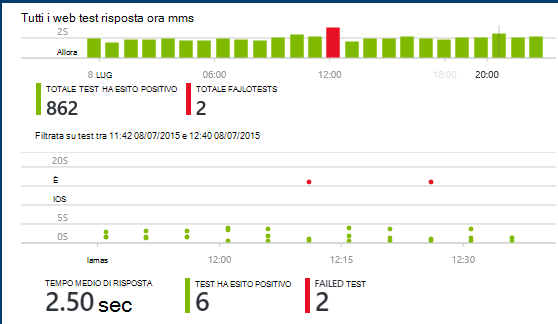 Tutti i web test risposta ora mms
2S
Allora
8 LUG 06:00 12:00 18:00 20:00
TOTALE TEST HA ESITO POSITIVO TOTALE FAJLOTESTS
862 2
Filtrata su test tra 11:42 08/07/2015 e 12:40 08/07/2015
20S
È
IOS
5S
0S
lamas 12:00 12:15 12:30
TEMPO MEDIO DI RISPOSTA TEST HA ESITO POSITIVO FAILED TEST
2.50 sec 6 2